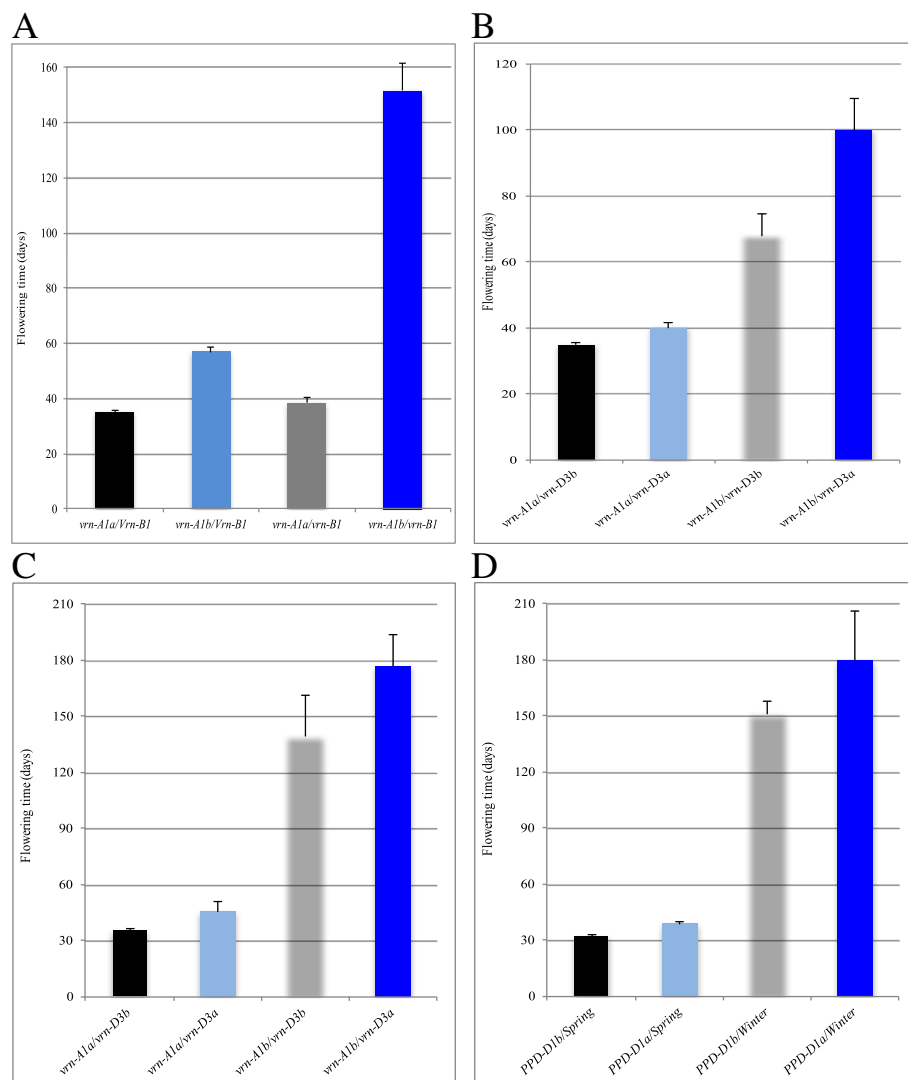 A
160
140
120
100
80
60
40
20
0
Flowering time (days)
vrn-A1a/Vrn-B1
vrn-A1b/Vrn-B1
vrn-A1a/vrn-B1
vrn-A1b/vrn-B1
B
120
100
80
60
40
20
0
Flowering time (days)
vrn-A1a/vrn-D3b
vrn-A1a/vrn-D3a
vrn-A1b/vrn-D3b
vrn-A1b/vrn-D3a
C
210
180
150
120
90
60
30
0
Flowering time (days)
vrn-A1a/vrn-D3b
vrn-A1a/vrn-D3a
vrn-A1b/vrn-D3b
vrn-A1b/vrn-D3a
D
210
180
150
120
90
60
30
0
Flowering time (days)
PPD-D1b/Spring
PPD-D1a/Spring
PPD-D1b/Winter
PPD-D1a/Winter